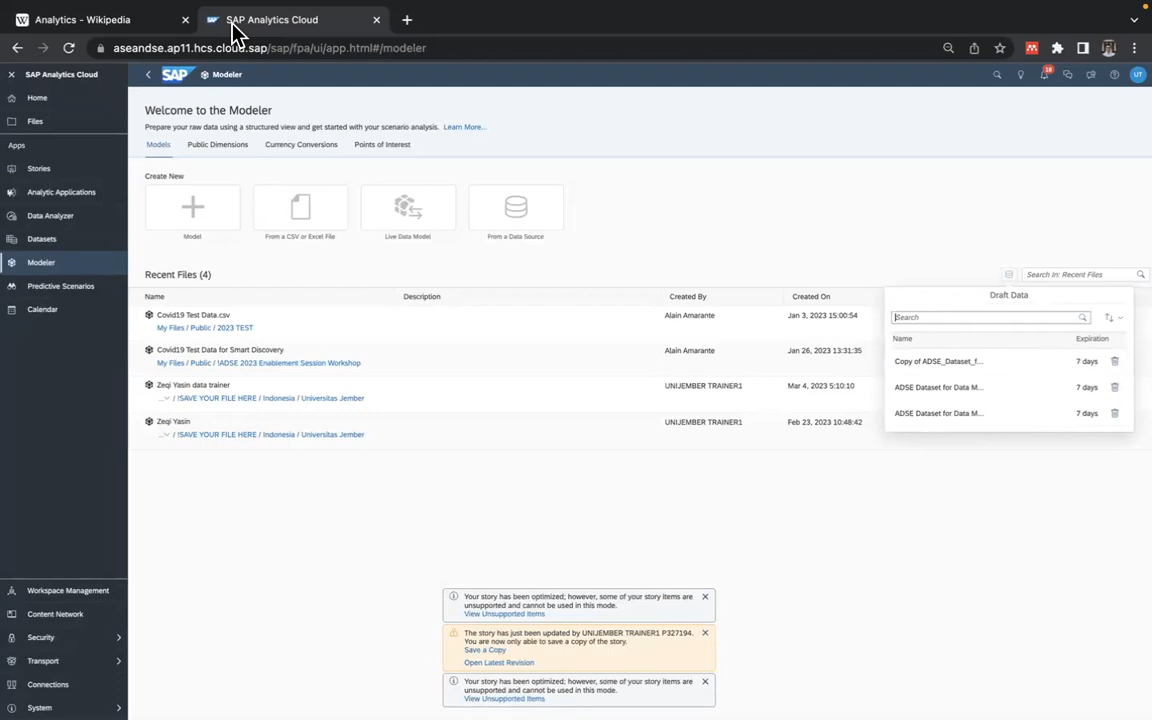 Analytics - Wikipedia
SAP Analytics Cloud
aseandse.ap11.hcs.cloud.sap/sap/fpa/ui/app.html#/modeler
SAP Analytics Cloud
SAP Modeler
18
UT
Home
Files
Apps
Stories
Analytic Applications
Data Analyzer
Datasets
Modeler
Predictive Scenarios
Calendar
Workspace Management
Content Network
Security
Transport
Connections
System
Welcome to the Modeler
Prepare your raw data using a structured view and get started with your scenario analysis. Learn More...
Models Public Dimensions Currency Conversions Points of Interest
Create New
Model From a CSV or Excel File Live Data Model From a Data Source
Recent Files (4)
Search In: Recent Files
Name Description Created By Created On
Covid19 Test Data.csv Alain Amarante Jan 3, 2023 15:00:54
My Files / Public / 2023 TEST
Covid19 Test Data for Smart Discovery Alain Amarante Jan 26, 2023 13:31:35
My Files / Public / !ADSE 2023 Enablement Session Workshop
Zeqi Yasin data trainer UNIJEMBER TRAINER1 Mar 4, 2023 5:10:10
... / !SAVE YOUR FILE HERE / Indonesia / Universitas Jember
Zeqi Yasin UNIJEMBER TRAINER1 Feb 23, 2023 10:48:42
... / !SAVE YOUR FILE HERE / Indonesia / Universitas Jember
Draft Data
Search
Name Expiration
Copy of ADSE_Dataset_f... 7 days
ADSE Dataset for Data M... 7 days
ADSE Dataset for Data M... 7 days
Your story has been optimized; however, some of your story items are
unsupported and cannot be used in this mode.
View Unsupported Items
The story has just been updated by UNIJEMBER TRAINER1 P327194.
You are now only able to save a copy of the story.
Save a Copy
Open Latest Revision
Your story has been optimized; however, some of your story items are
unsupported and cannot be used in this mode.
View Unsupported Items